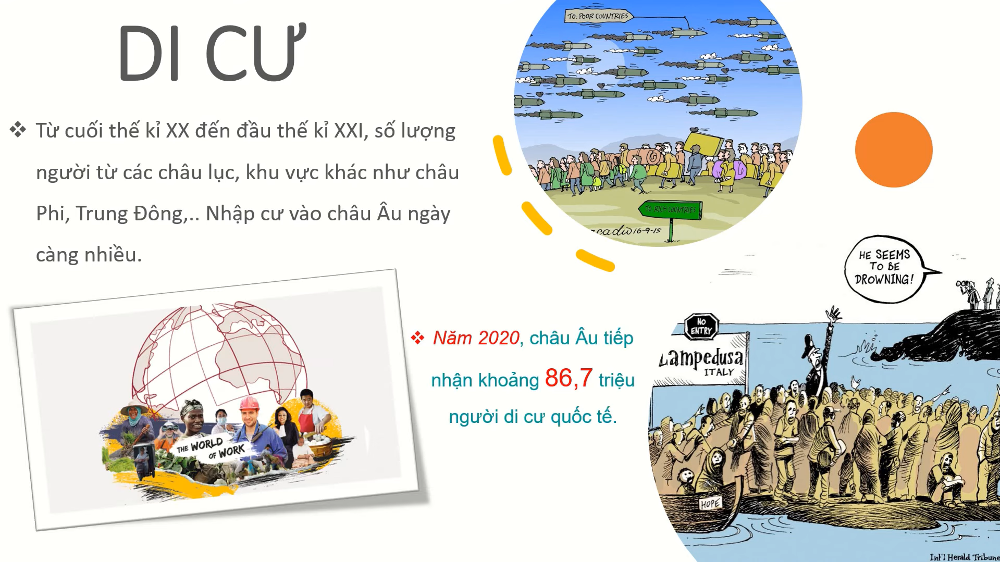 DI CƯ
❖ Từ cuối thế kỉ XX đến đầu thế kỉ XXI, số lượng
người từ các châu lục, khu vực khác như châu
Phi, Trung Đông,.. Nhập cư vào châu Âu ngày
càng nhiều.
TO: POOR COUNTRIES
TO: RICH COUNTRIES
16-9-15
THE WORLD
OF WORK
❖ Năm 2020, châu Âu tiếp
nhận khoảng 86,7 triệu
người di cư quốc tế.
HE SEEMS
TO BE
DROWNING!
NO
ENTRY
Lampedusa
ITALY
HOPE
Int'l Herald Tribune